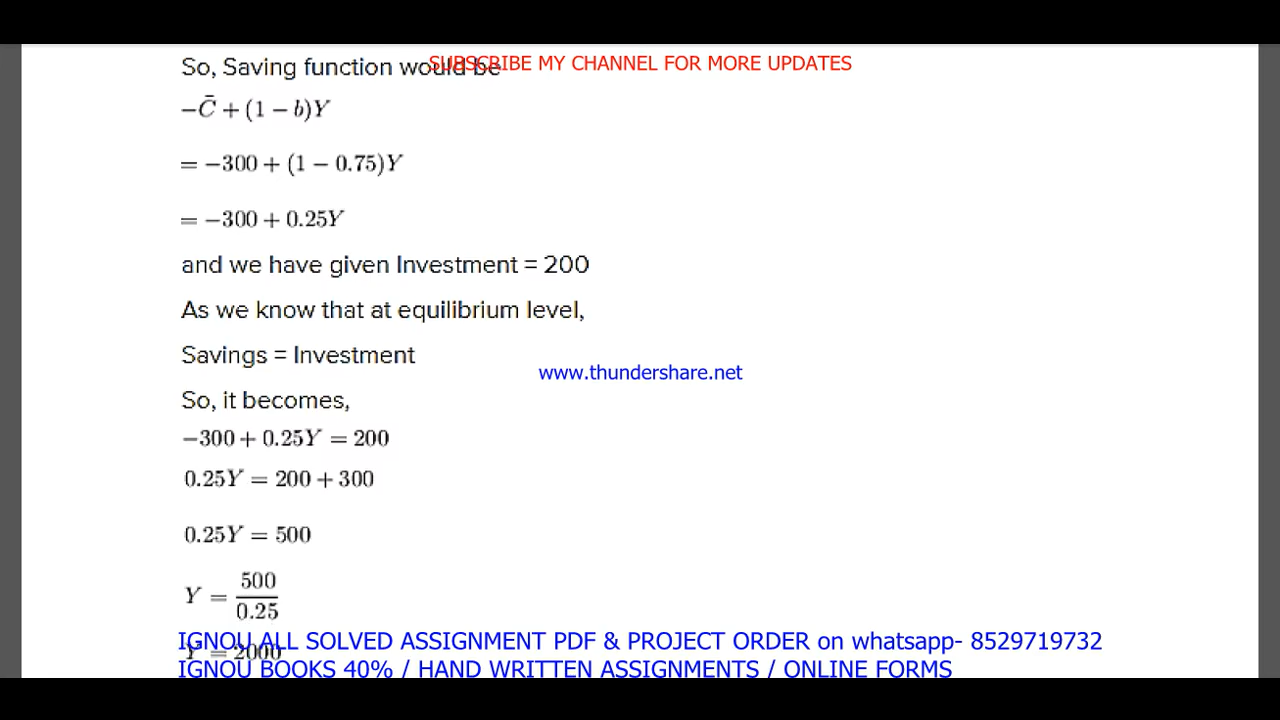 So, Saving function would be
SUBSCRIBE MY CHANNEL FOR MORE UPDATES
−C̄ + (1 − b)Y
= −300 + (1 − 0.75)Y
= −300 + 0.25Y
and we have given Investment = 200
As we know that at equilibrium level,
Savings = Investment
www.thundershare.net
So, it becomes,
−300 + 0.25Y = 200
0.25Y = 200 + 300
0.25Y = 500
Y = 500/0.25
IGNOU ALL SOLVED ASSIGNMENT PDF & PROJECT ORDER on whatsapp- 8529719732
Y = 2000
IGNOU BOOKS 40% / HAND WRITTEN ASSIGNMENTS / ONLINE FORMS